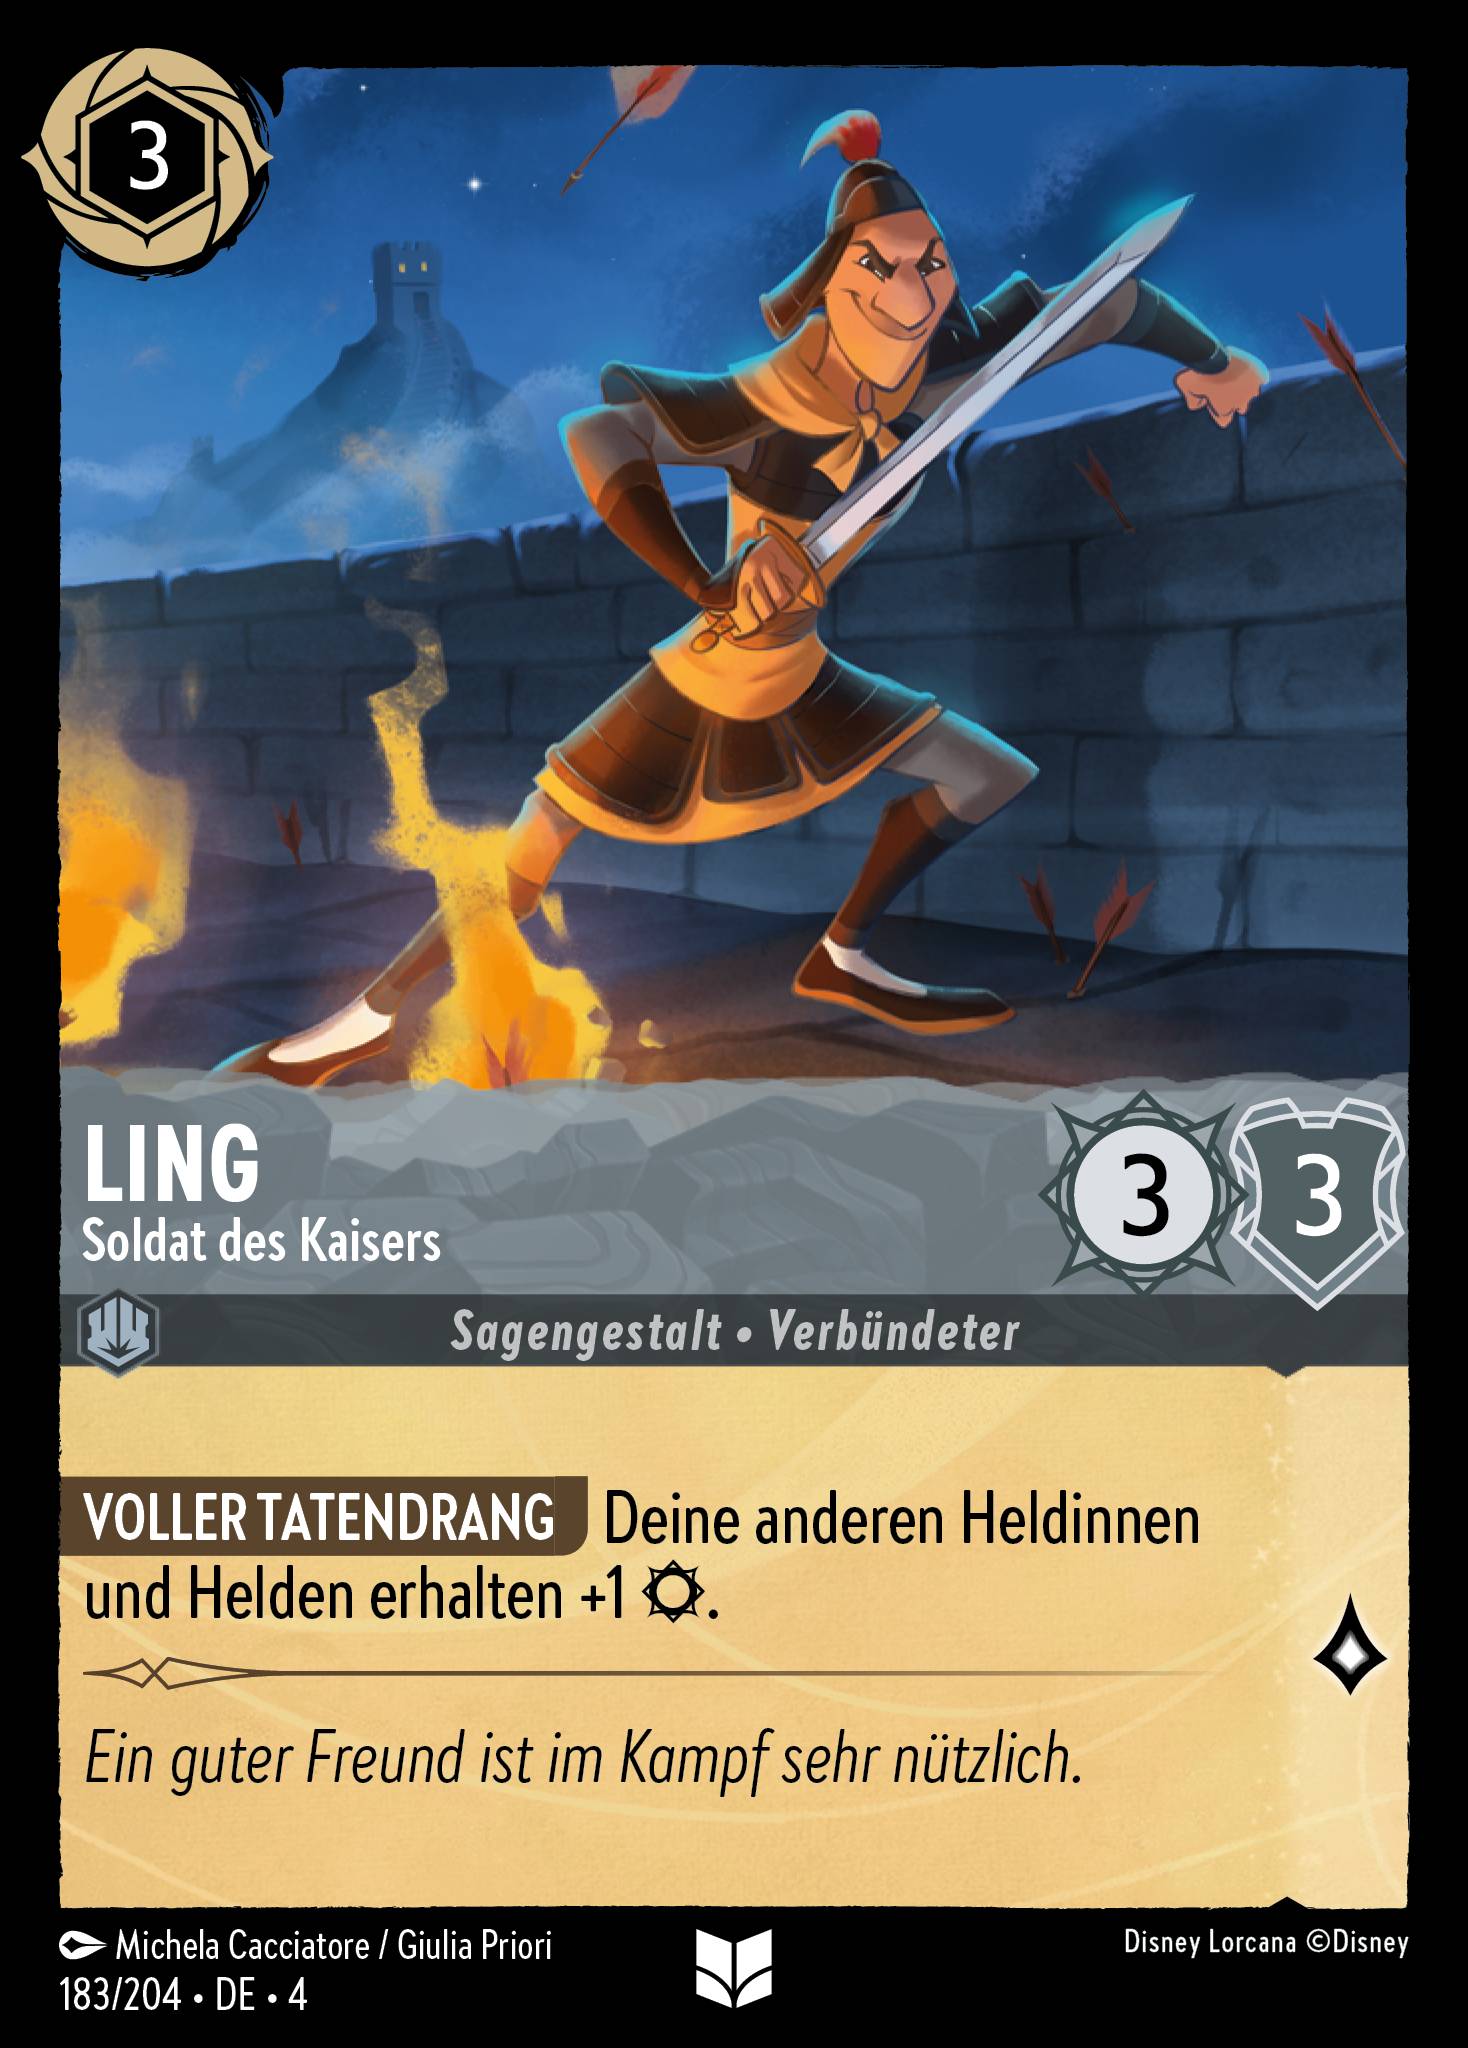 3
LING
Soldat des Kaisers
3
3
Sagengestalt • Verbündeter
VOLLER TATENDRANG Deine anderen Heldinnen
und Helden erhalten +1 .
Ein guter Freund ist im Kampf sehr nützlich.
Michela Cacciatore / Giulia Priori
Disney Lorcana ©Disney
183/204 • DE • 4